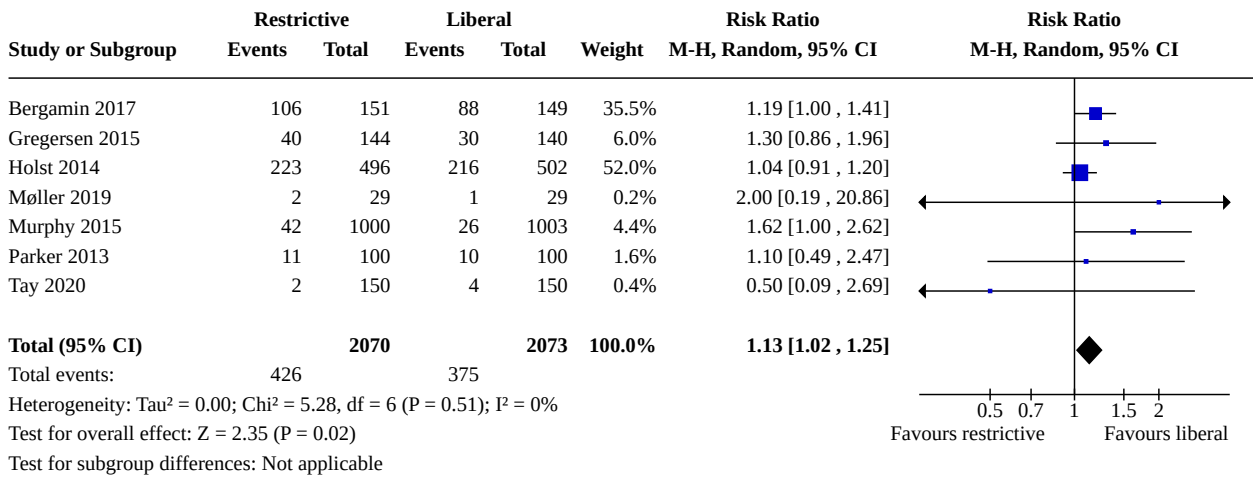 Restrictive Liberal Risk Ratio Risk Ratio
Study or Subgroup Events Total Events Total Weight M-H, Random, 95% CI M-H, Random, 95% CI
Bergamin 2017 106 151 88 149 35.5% 1.19 [1.00 , 1.41]
Gregersen 2015 40 144 30 140 6.0% 1.30 [0.86 , 1.96]
Holst 2014 223 496 216 502 52.0% 1.04 [0.91 , 1.20]
Møller 2019 2 29 1 29 0.2% 2.00 [0.19 , 20.86]
Murphy 2015 42 1000 26 1003 4.4% 1.62 [1.00 , 2.62]
Parker 2013 11 100 10 100 1.6% 1.10 [0.49 , 2.47]
Tay 2020 2 150 4 150 0.4% 0.50 [0.09 , 2.69]
Total (95% CI) 2070 2073 100.0% 1.13 [1.02 , 1.25]
Total events: 426 375
Heterogeneity: Tau² = 0.00; Chi² = 5.28, df = 6 (P = 0.51); I² = 0%
0.5 0.7 1 1.5 2
Test for overall effect: Z = 2.35 (P = 0.02) Favours restrictive Favours liberal
Test for subgroup differences: Not applicable